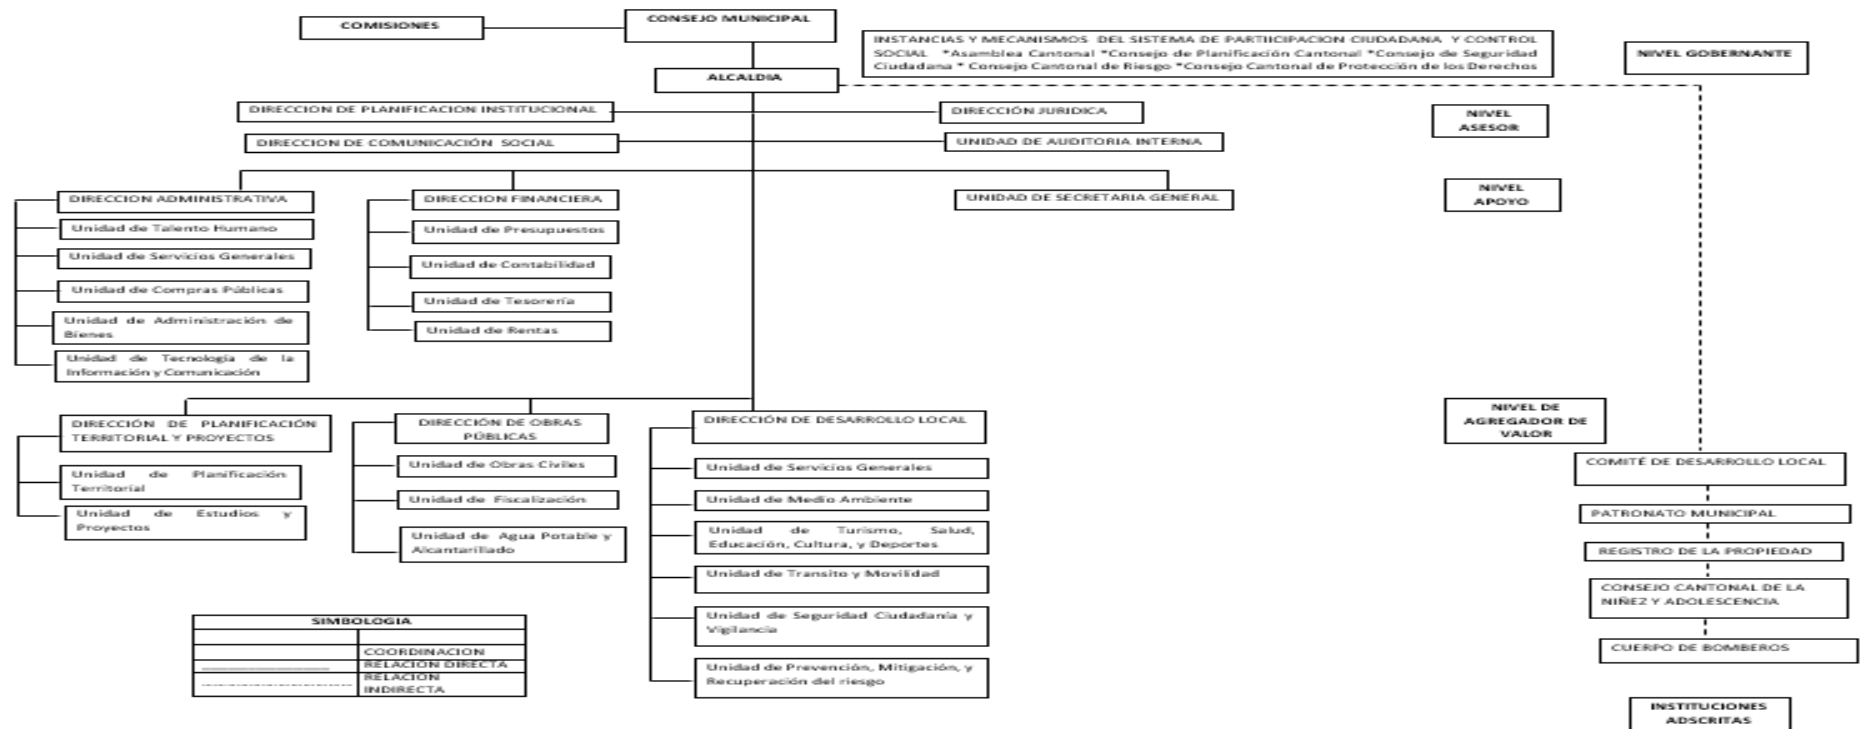 COMISIONES
CONSEJO MUNICIPAL
INSTANCIAS Y MECANISMOS DEL SISTEMA DE PARTIICIPACION CIUDADANA Y CONTROL
SOCIAL *Asamblea Cantonal *Consejo de Planificación Cantonal *Consejo de Seguridad
Ciudadana * Consejo Cantonal de Riesgo *Consejo Cantonal de Protección de los Derechos
NIVEL GOBERNANTE
ALCALDIA
DIRECCION DE PLANIFICACION INSTITUCIONAL
DIRECCIÓN JURIDICA
NIVEL
ASESOR
DIRECCION DE COMUNICACIÓN SOCIAL
UNIDAD DE AUDITORIA INTERNA
DIRECCION ADMINISTRATIVA
DIRECCION FINANCIERA
UNIDAD DE SECRETARIA GENERAL
NIVEL
APOYO
Unidad de Talento Humano
Unidad de Servicios Generales
Unidad de Compras Públicas
Unidad de Administración de
Bienes
Unidad de Tecnología de la
Información y Comunicación
Unidad de Presupuestos
Unidad de Contabilidad
Unidad de Tesorería
Unidad de Rentas
DIRECCIÓN DE PLANIFICACIÓN
TERRITORIAL Y PROYECTOS
Unidad de Planificación
Territorial
Unidad de Estudios y
Proyectos
DIRECCIÓN DE OBRAS
PÚBLICAS
Unidad de Obras Civiles
Unidad de Fiscalización
Unidad de Agua Potable y
Alcantarillado
DIRECCIÓN DE DESARROLLO LOCAL
Unidad de Servicios Generales
Unidad de Medio Ambiente
Unidad de Turismo, Salud,
Educación, Cultura, y Deportes
Unidad de Transito y Movilidad
Unidad de Seguridad Ciudadanía y
Vigilancia
Unidad de Prevención, Mitigación, y
Recuperación del riesgo
NIVEL DE
AGREGADOR DE
VALOR
COMITÉ DE DESARROLLO LOCAL
PATRONATO MUNICIPAL
REGISTRO DE LA PROPIEDAD
CONSEJO CANTONAL DE LA
NIÑEZ Y ADOLESCENCIA
CUERPO DE BOMBEROS
INSTITUCIONES
ADSCRITAS
SIMBOLOGIA
COORDINACION
RELACION DIRECTA
RELACION
INDIRECTA